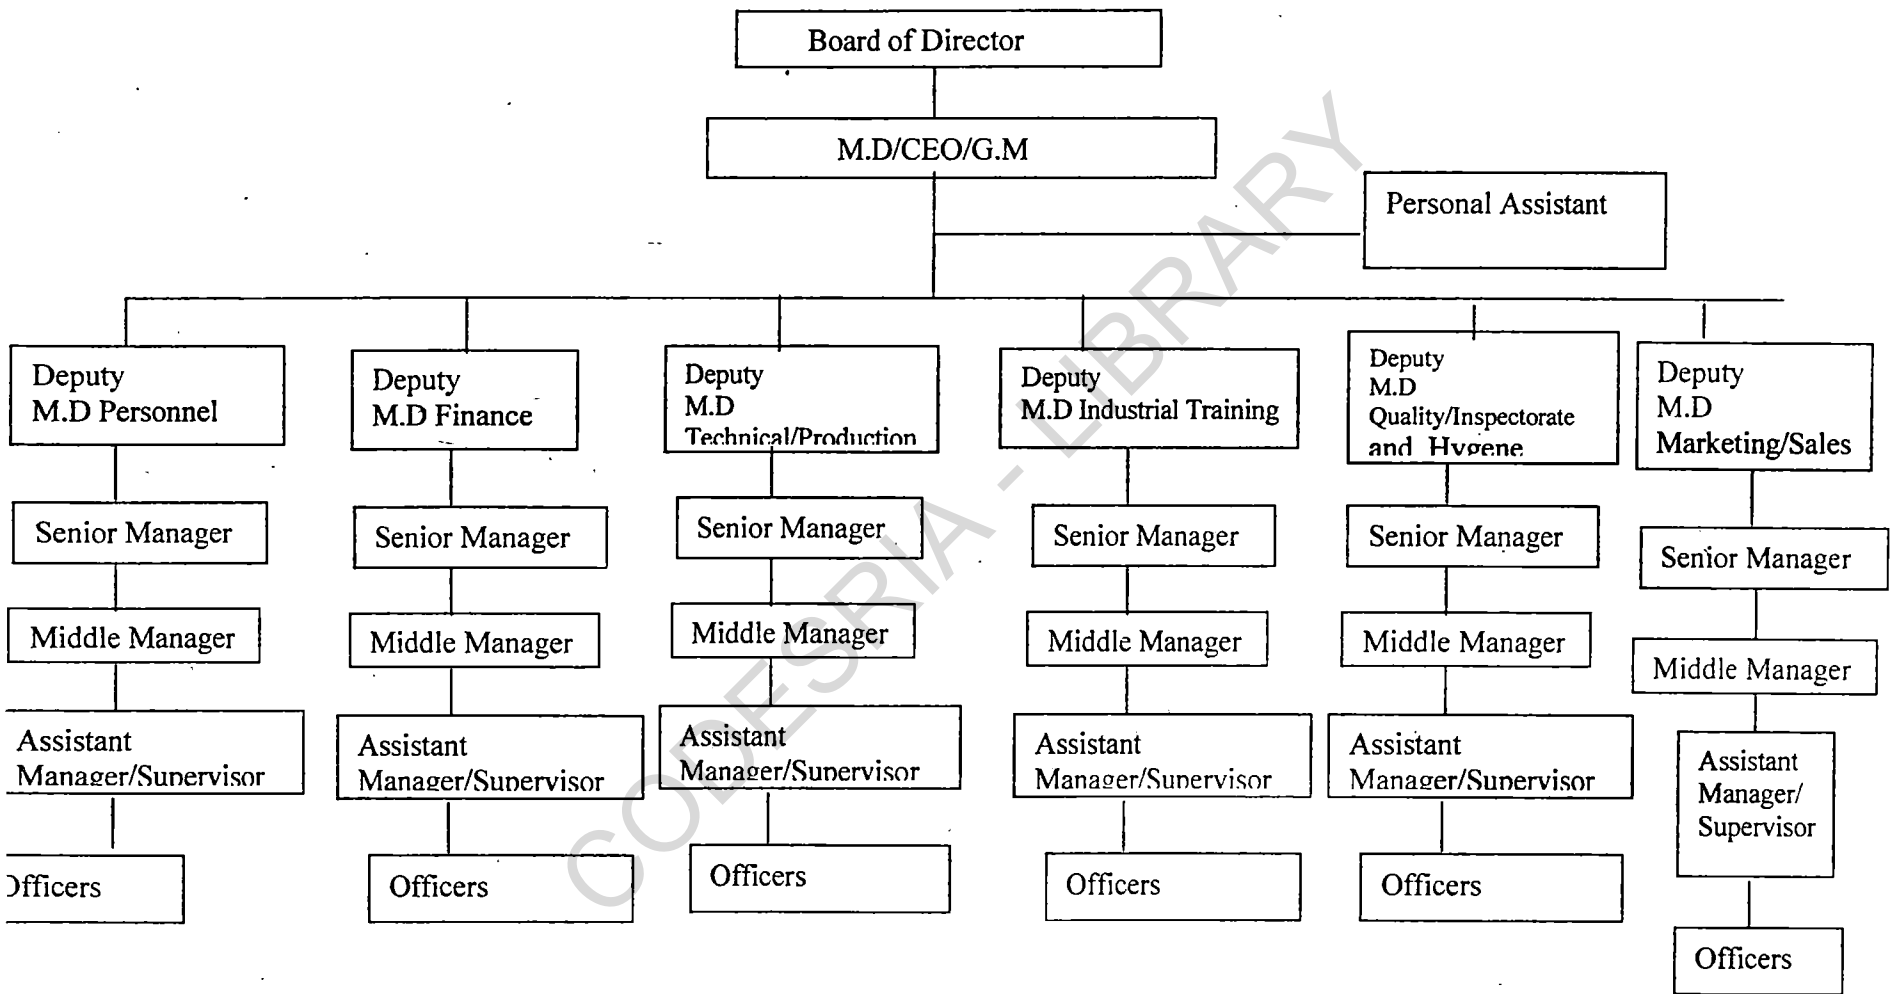 Board of Director
M.D/CEO/G.M
Personal Assistant
Deputy
M.D Personnel
Deputy
M.D Finance
Deputy
M.D
Technical/Production
Deputy
M.D Industrial Training
Deputy
M.D
Quality/Inspectorate
and Hygene
Deputy
M.D
Marketing/Sales
Senior Manager
Senior Manager
Senior Manager
Senior Manager
Senior Manager
Senior Manager
Middle Manager
Middle Manager
Middle Manager
Middle Manager
Middle Manager
Middle Manager
Assistant
Manager/Supervisor
Assistant
Manager/Supervisor
Assistant
Manager/Supervisor
Assistant
Manager/Supervisor
Assistant
Manager/Supervisor
Assistant
Manager/
Supervisor
Officers
Officers
Officers
Officers
Officers
Officers
CODESRIA - LIBRARY